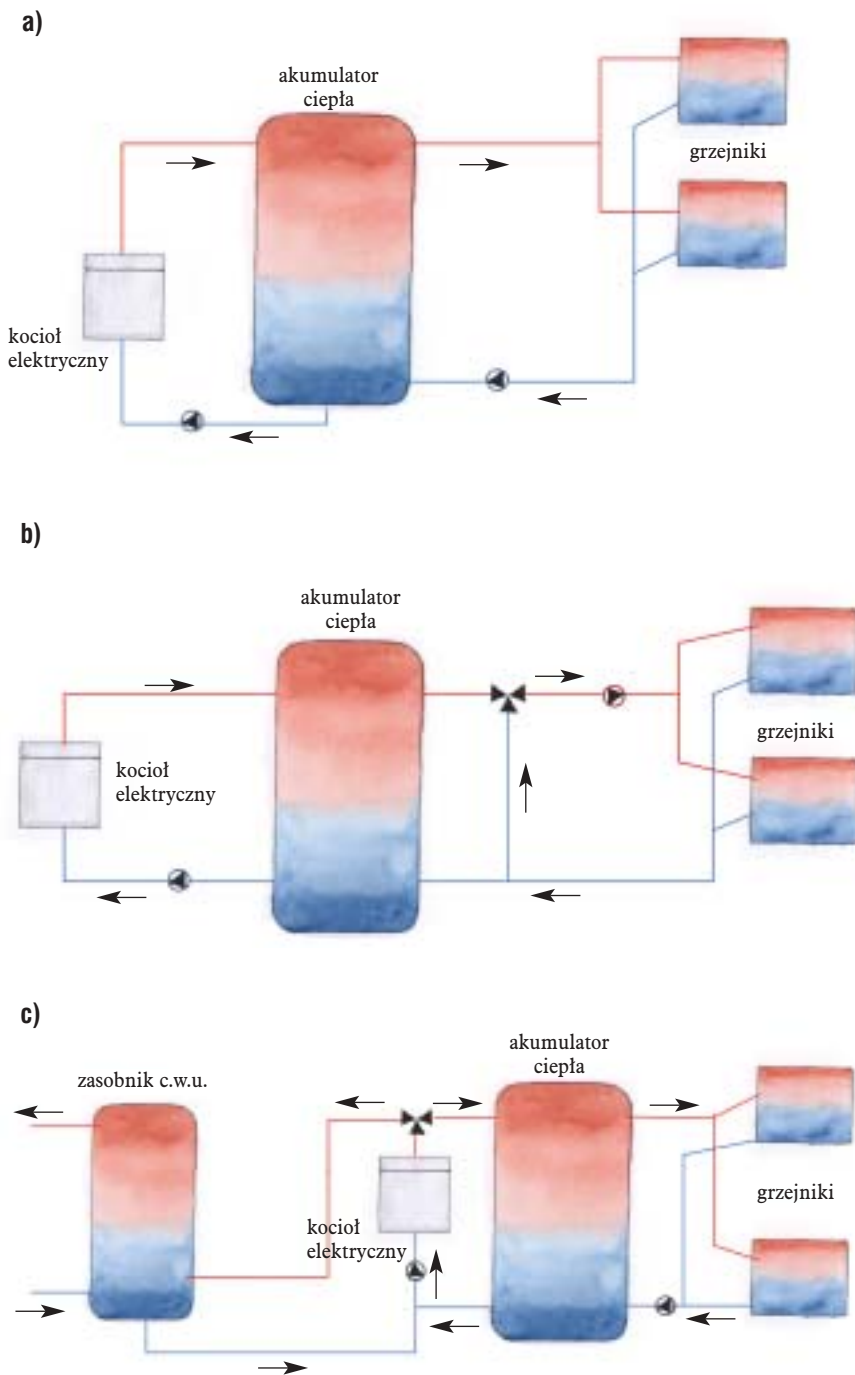 a)
akumulator
ciepła
grzejniki
kocioł
elektryczny
b)
akumulator
ciepła
kocioł
elektryczny
grzejniki
c)
akumulator
ciepła
zasobnik c.w.u.
grzejniki
kocioł
elektryczny